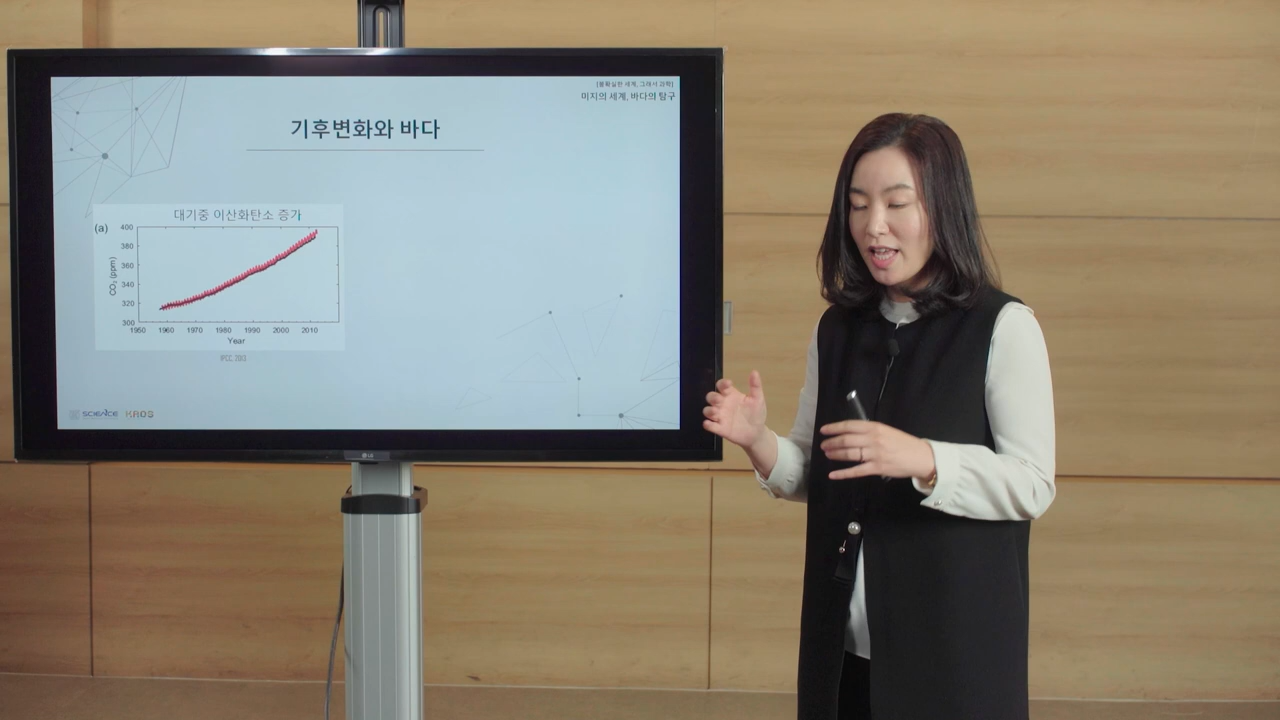 [불확실한 세계, 그래서 과학]
미지의 세계, 바다의 탐구
기후변화와 바다
대기중 이산화탄소 증가
(a)
400
380
360
340
320
300
CO₂ (ppm)
1950 1960 1970 1980 1990 2000 2010
Year
IPCC, 2013
SCIENCE KAOS
LG